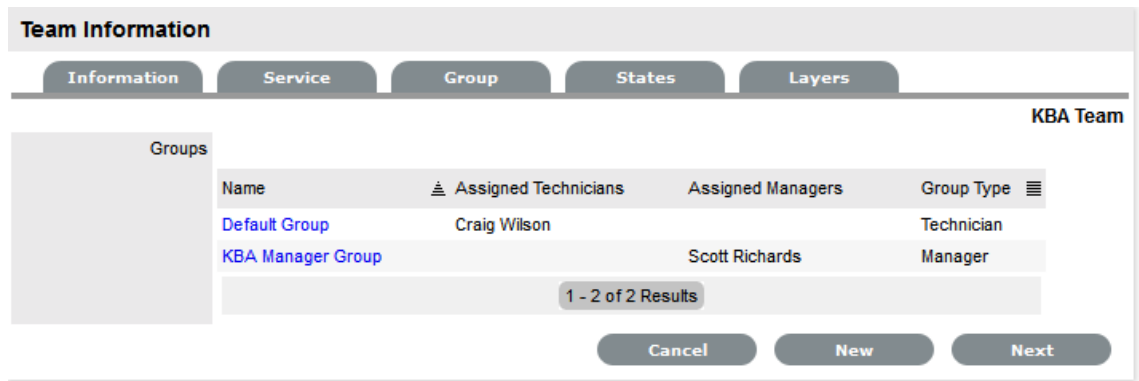 Team Information
Information Service Group States Layers
KBA Team
Groups
Name Assigned Technicians Assigned Managers Group Type
Default Group Craig Wilson Technician
KBA Manager Group Scott Richards Manager
1 - 2 of 2 Results
Cancel New Next